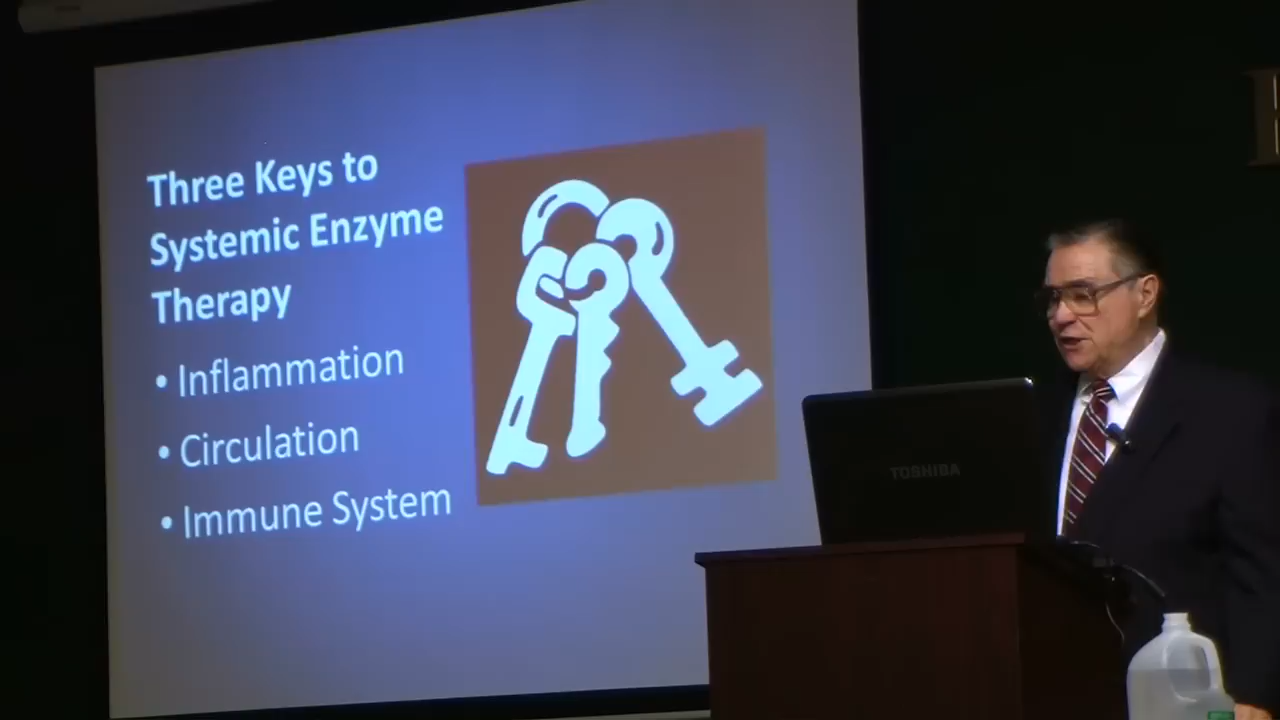 Three Keys to
Systemic Enzyme
Therapy
• Inflammation
• Circulation
• Immune System
TOSHIBA